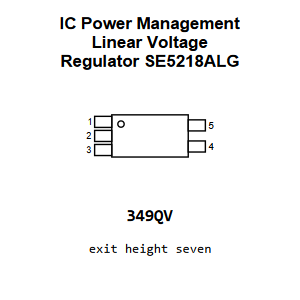 IC Power Management
Linear Voltage
Regulator SE5218ALG
1
2
3
5
4
349QV
exit height seven